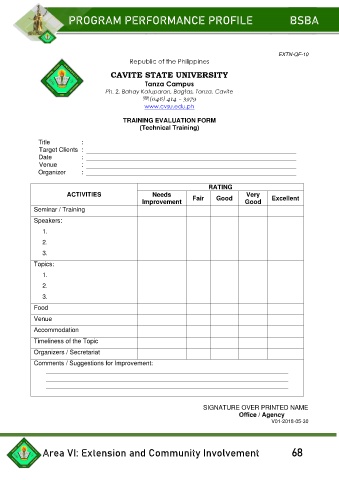 PROGRAM PERFORMANCE PROFILE BSBA
EXTN-QF-10
Republic of the Philippines
CAVITE STATE UNIVERSITY
Tanza Campus
Ph. 2, Bahay Katuparan, Bagtas, Tanza, Cavite
☏(046) 414 – 3979
www.cvsu.edu.ph
TRAINING EVALUATION FORM
(Technical Training)
Title :
Target Clients :
Date :
Venue :
Organizer :
ACTIVITIES RATING
Needs Improvement Fair Good Very Good Excellent
Seminar / Training
Speakers:
1.
2.
3.
Topics:
1.
2.
3.
Food
Venue
Accommodation
Timeliness of the Topic
Organizers / Secretariat
Comments / Suggestions for Improvement:
SIGNATURE OVER PRINTED NAME
Office / Agency
V01-2018-05-30
Area VI: Extension and Community Involvement 68